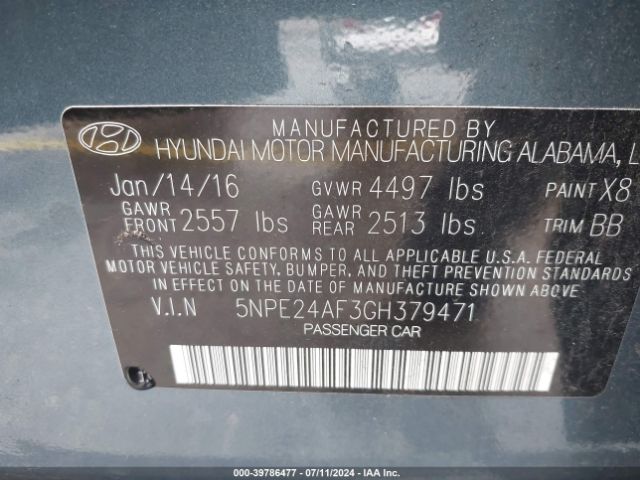 MANUFACTURED BY
HYUNDAI MOTOR MANUFACTURING ALABAMA, L
Jan/14/16 GVWR 4497 lbs PAINT X8
GAWR FRONT 2557 lbs GAWR REAR 2513 lbs TRIM BB
THIS VEHICLE CONFORMS TO ALL APPLICABLE U.S.A. FEDERAL
MOTOR VEHICLE SAFETY, BUMPER, AND THEFT PREVENTION STANDARDS
IN EFFECT ON THE DATE OF MANUFACTURE SHOWN ABOVE.
V.I.N 5NPE24AF3GH379471
PASSENGER CAR
000-39786477 - 07/11/2024 - IAA Inc.